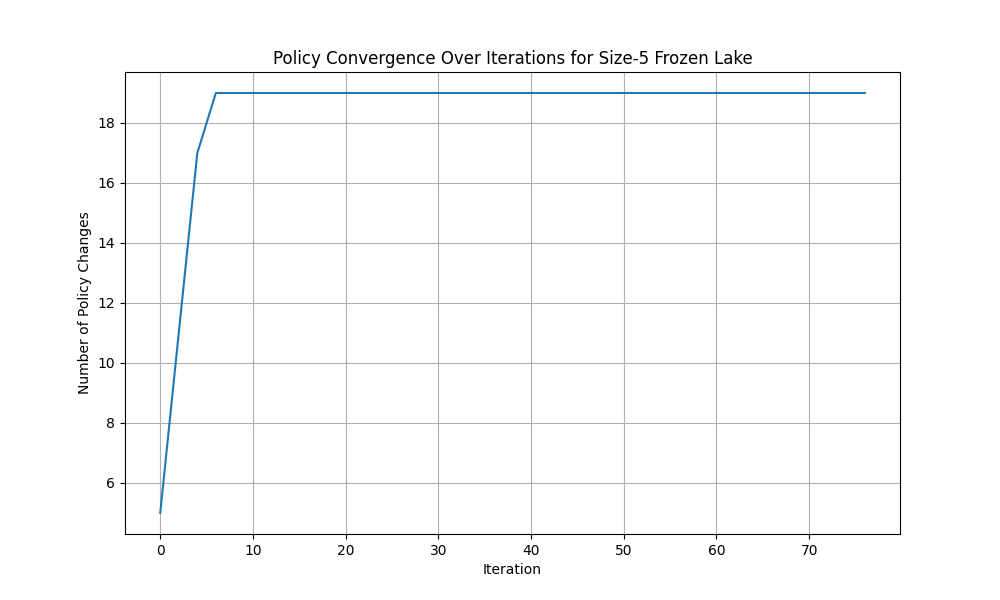 Policy Convergence Over Iterations for Size-5 Frozen Lake
Number of Policy Changes
18
16
14
12
10
8
6
0 10 20 30 40 50 60 70
Iteration